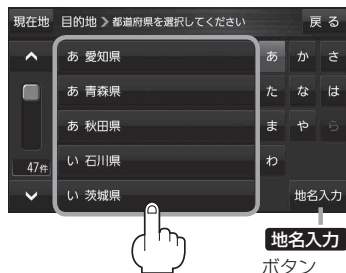 現在地 目的地 》都道府県を選択してください 戻る
あ 愛知県 あ か さ
あ 青森県 た な は
あ 秋田県 ま や ら
い 石川県 わ
47件
い 茨城県 地名入力
地名入力
ボタン